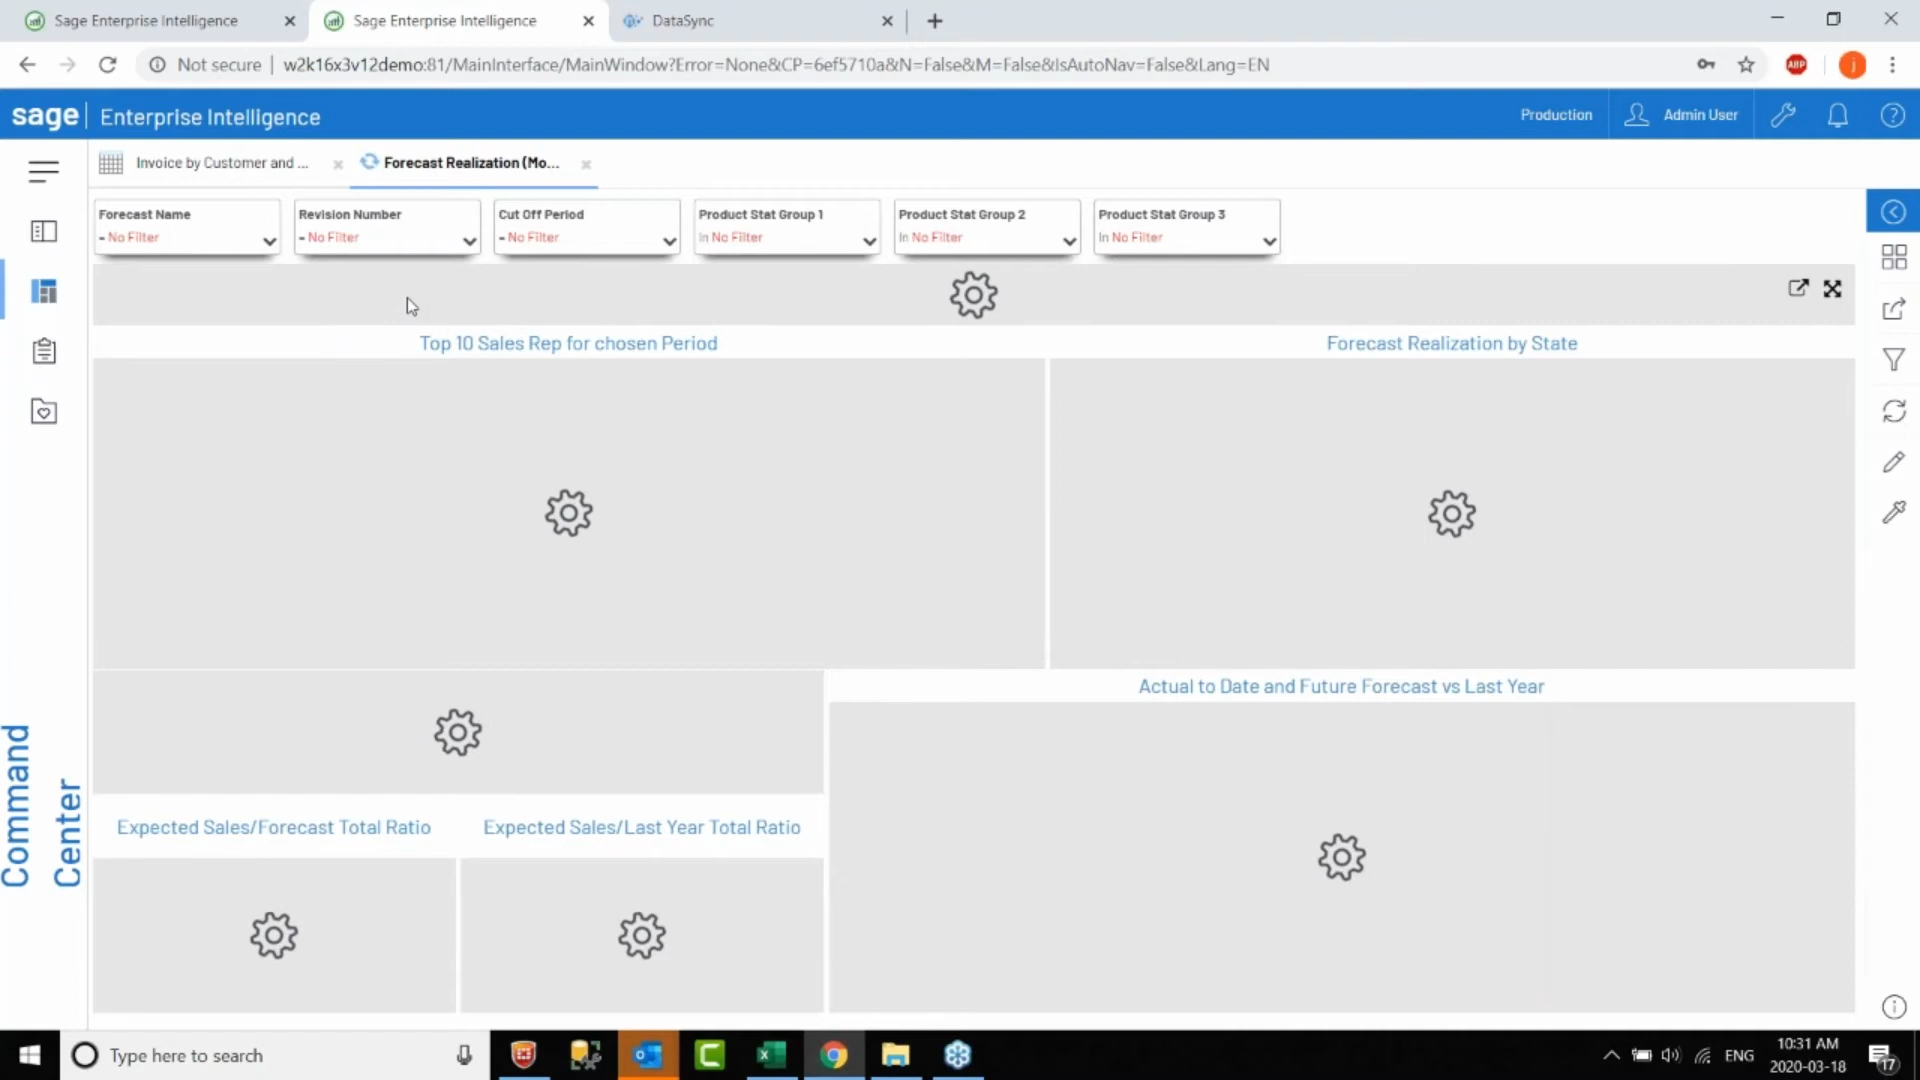 Sage Enterprise Intelligence
Sage Enterprise Intelligence
DataSync
Not secure | w2k16x3v12demo:81/MainInterface/MainWindow?Error=None&CP=6ef5710a&N=False&M=False&IsAutoNav=False&Lang=EN
ABP
j
sage | Enterprise Intelligence
Production
Admin User
Invoice by Customer and ...
Forecast Realization (Mo...
Forecast Name
= No Filter
Revision Number
= No Filter
Cut Off Period
= No Filter
Product Stat Group 1
In No Filter
Product Stat Group 2
In No Filter
Product Stat Group 3
In No Filter
Top 10 Sales Rep for chosen Period
Forecast Realization by State
Actual to Date and Future Forecast vs Last Year
Expected Sales/Forecast Total Ratio
Expected Sales/Last Year Total Ratio
Command
Center
Type here to search
ENG
10:31 AM
2020-03-18
17